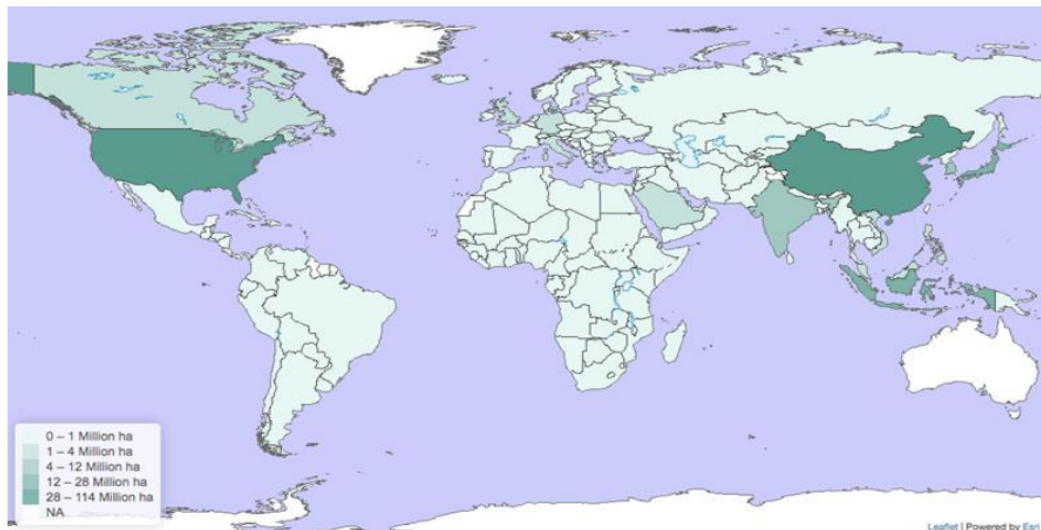 0 – 1 Million ha
1 – 4 Million ha
4 – 12 Million ha
12 – 28 Million ha
28 – 114 Million ha
NA
Leaflet | Powered by Esri